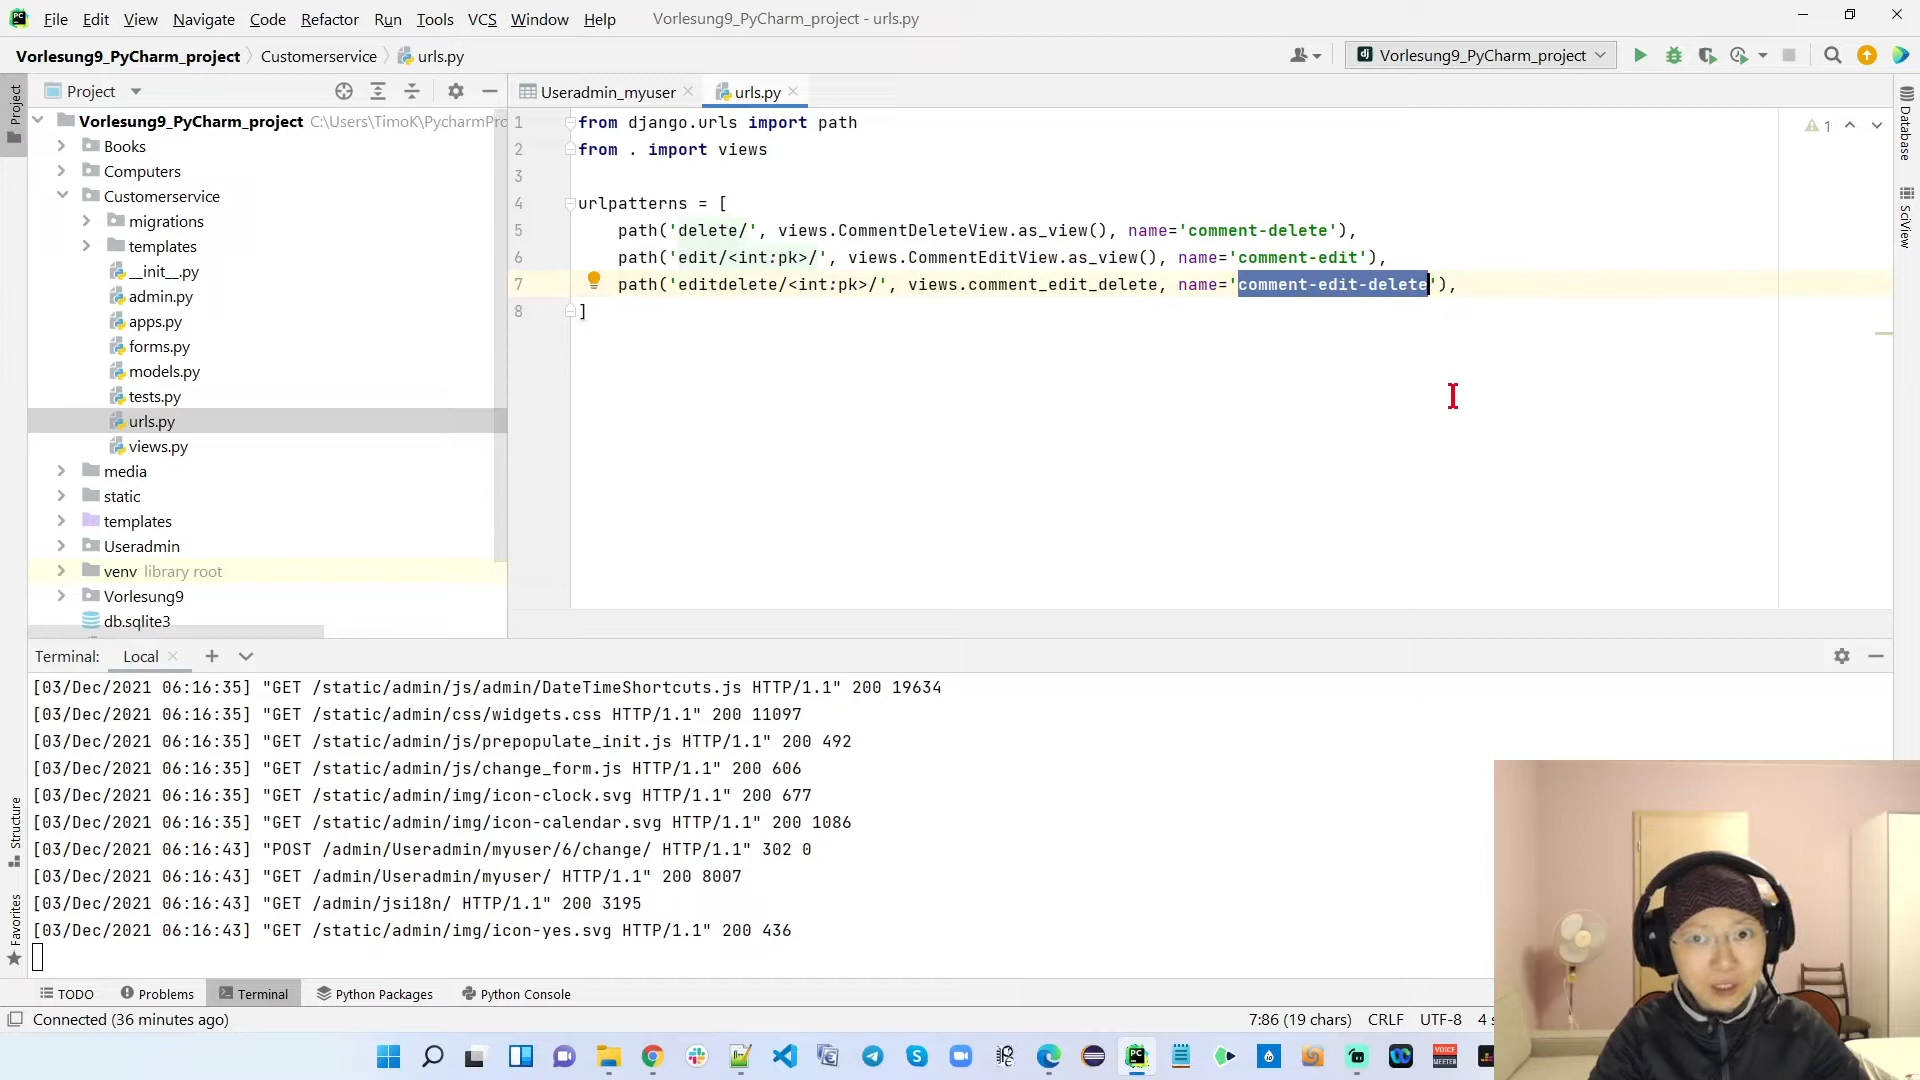 File Edit View Navigate Code Refactor Run Tools VCS Window Help Vorlesung9_PyCharm_project - urls.py
Vorlesung9_PyCharm_project Customerservice urls.py Vorlesung9_PyCharm_project
Project Useradmin_myuser urls.py
Project
Database
SciView
Structure
Favorites
Vorlesung9_PyCharm_project C:\Users\TimoK\PycharmPro
Books
Computers
Customerservice
migrations
templates
__init__.py
admin.py
apps.py
forms.py
models.py
tests.py
urls.py
views.py
media
static
templates
Useradmin
venv library root
Vorlesung9
db.sqlite3
1 from django.urls import path
2 from . import views
3
4 urlpatterns = [
5 path('delete/', views.CommentDeleteView.as_view(), name='comment-delete'),
6 path('edit/<int:pk>/', views.CommentEditView.as_view(), name='comment-edit'),
7 path('editdelete/<int:pk>/', views.comment_edit_delete, name='comment-edit-delete'),
8 ]
1
Terminal: Local
[03/Dec/2021 06:16:35] "GET /static/admin/js/admin/DateTimeShortcuts.js HTTP/1.1" 200 19634
[03/Dec/2021 06:16:35] "GET /static/admin/css/widgets.css HTTP/1.1" 200 11097
[03/Dec/2021 06:16:35] "GET /static/admin/js/prepopulate_init.js HTTP/1.1" 200 492
[03/Dec/2021 06:16:35] "GET /static/admin/js/change_form.js HTTP/1.1" 200 606
[03/Dec/2021 06:16:35] "GET /static/admin/img/icon-clock.svg HTTP/1.1" 200 677
[03/Dec/2021 06:16:35] "GET /static/admin/img/icon-calendar.svg HTTP/1.1" 200 1086
[03/Dec/2021 06:16:43] "POST /admin/Useradmin/myuser/6/change/ HTTP/1.1" 302 0
[03/Dec/2021 06:16:43] "GET /admin/Useradmin/myuser/ HTTP/1.1" 200 8007
[03/Dec/2021 06:16:43] "GET /admin/jsi18n/ HTTP/1.1" 200 3195
[03/Dec/2021 06:16:43] "GET /static/admin/img/icon-yes.svg HTTP/1.1" 200 436
TODO Problems Terminal Python Packages Python Console
Connected (36 minutes ago) 7:86 (19 chars) CRLF UTF-8 4 s